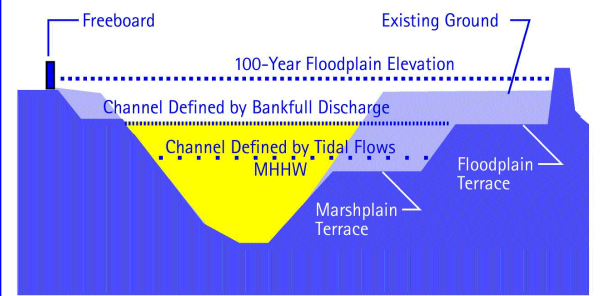 Freeboard
Existing Ground
100-Year Floodplain Elevation
Channel Defined by Bankfull Discharge
Channel Defined by Tidal Flows
MHHW
Floodplain
Terrace
Marshplain
Terrace